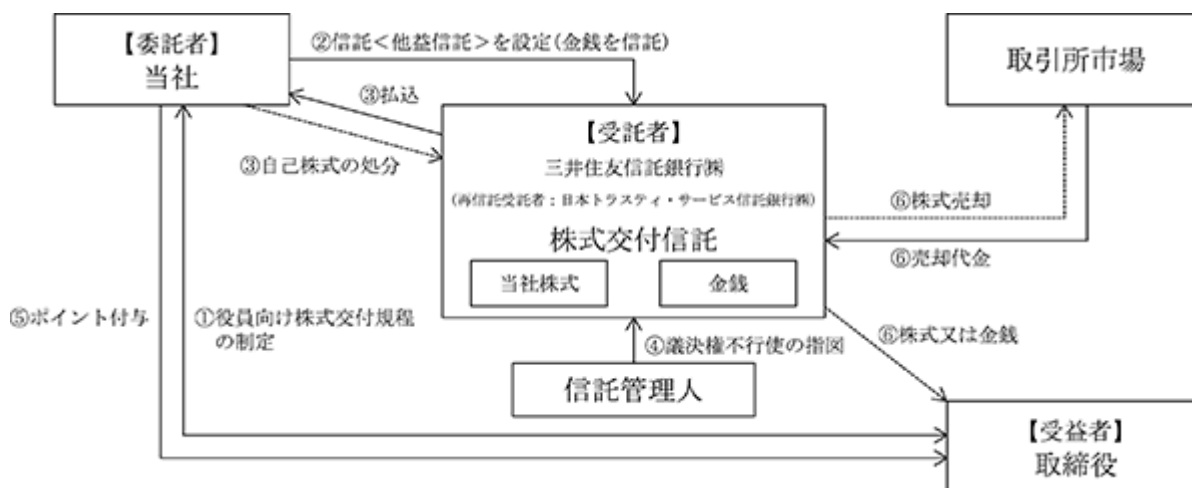 【委託者】
当社
②信託＜他益信託＞を設定(金銭を信託)
取引所市場
③払込
③自己株式の処分
【受託者】
三井住友信託銀行㈱
(再信託受託者：日本トラスティ・サービス信託銀行㈱)
株式交付信託
当社株式
金銭
⑥株式売却
⑥売却代金
⑤ポイント付与
①役員向け株式交付規程
の制定
④議決権不行使の指図
⑥株式又は金銭
信託管理人
【受益者】
取締役